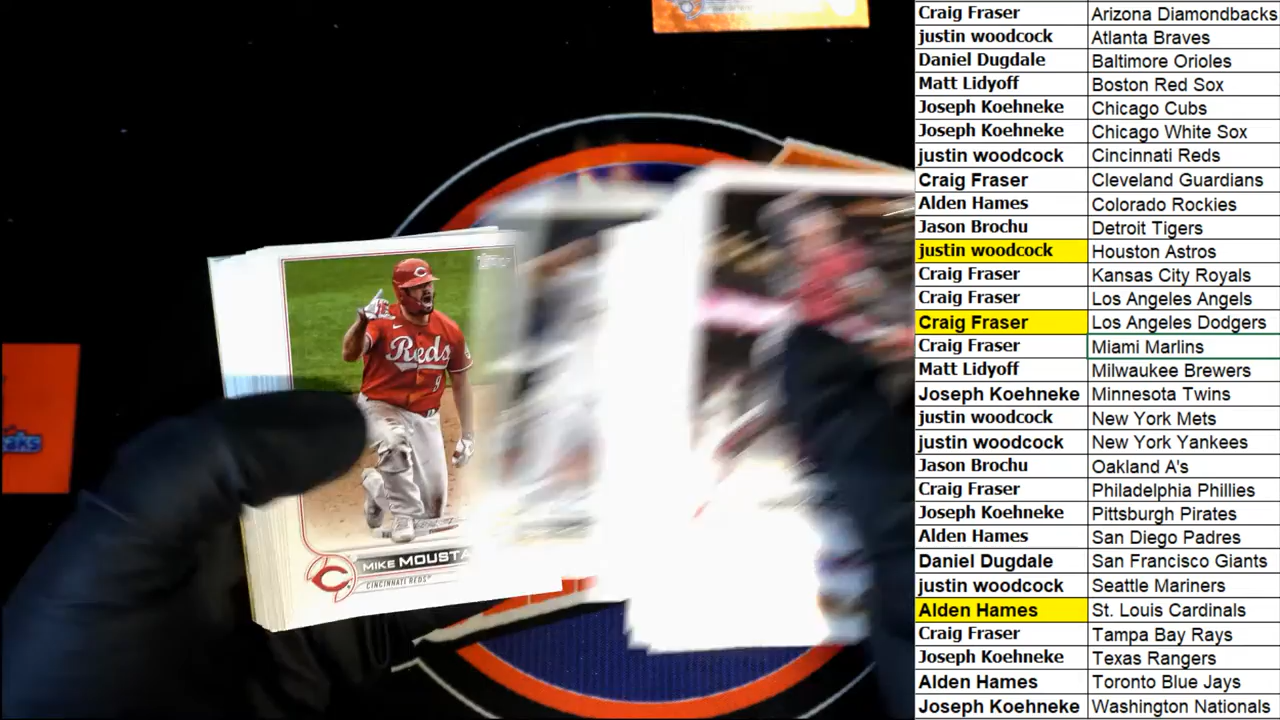 Craig Fraser Arizona Diamondbacks
justin woodcock Atlanta Braves
Daniel Dugdale Baltimore Orioles
Matt Lidyoff Boston Red Sox
Joseph Koehneke Chicago Cubs
Joseph Koehneke Chicago White Sox
justin woodcock Cincinnati Reds
Craig Fraser Cleveland Guardians
Alden Hames Colorado Rockies
Jason Brochu Detroit Tigers
justin woodcock Houston Astros
Craig Fraser Kansas City Royals
Craig Fraser Los Angeles Angels
Craig Fraser Los Angeles Dodgers
Craig Fraser Miami Marlins
Matt Lidyoff Milwaukee Brewers
Joseph Koehneke Minnesota Twins
justin woodcock New York Mets
justin woodcock New York Yankees
Jason Brochu Oakland A's
Craig Fraser Philadelphia Phillies
Joseph Koehneke Pittsburgh Pirates
Alden Hames San Diego Padres
Daniel Dugdale San Francisco Giants
justin woodcock Seattle Mariners
Alden Hames St. Louis Cardinals
Craig Fraser Tampa Bay Rays
Joseph Koehneke Texas Rangers
Alden Hames Toronto Blue Jays
Joseph Koehneke Washington Nationals
Topps
Reds
9
MIKE MOUSTA
CINCINNATI REDS
aks